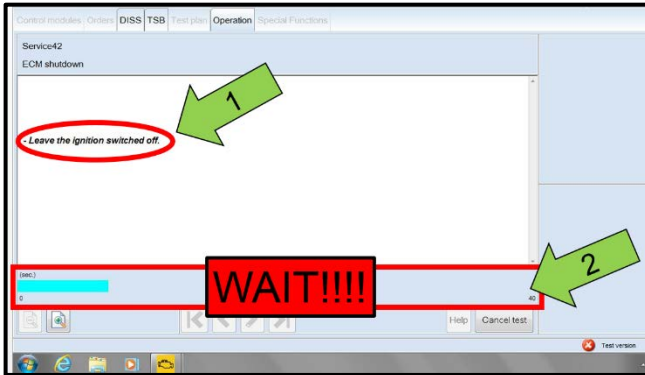 Control modules Orders DISS TSB Test plan Operation Special Functions
Service42
ECM shutdown
1
- Leave the ignition switched off.
2
(sec.)
WAIT!!!!
0 40
Help Cancel test
Test version